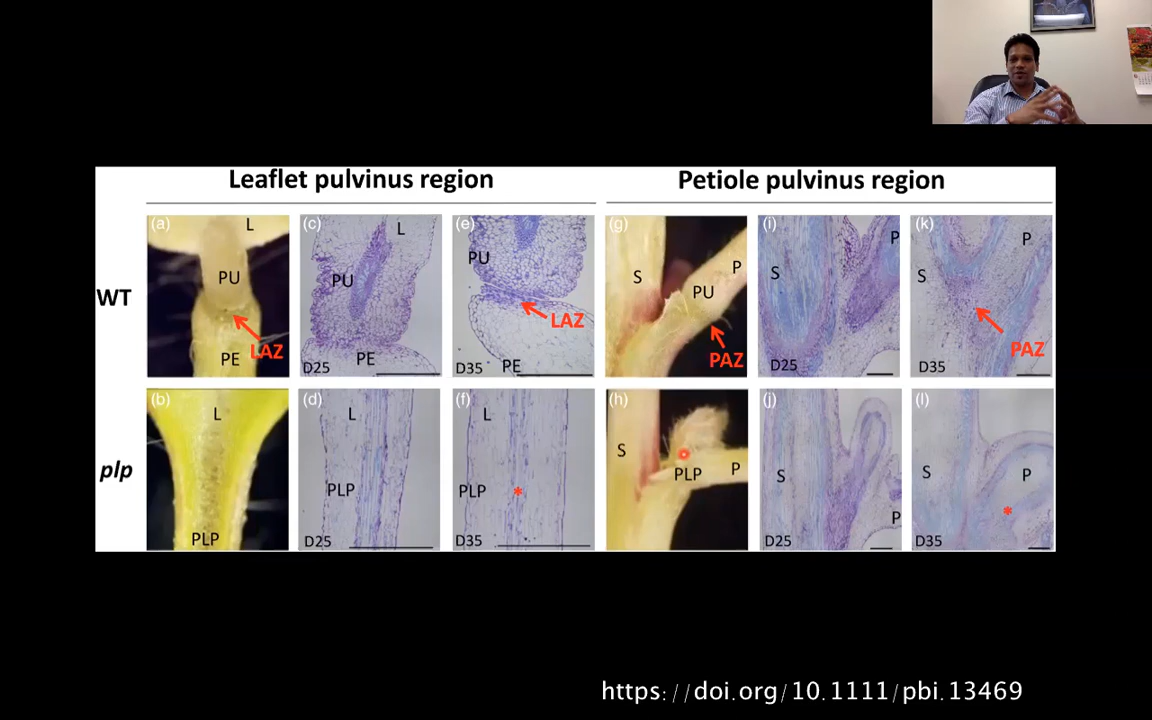 Leaflet pulvinus region
Petiole pulvinus region
WT
(a) L PU LAZ PE
(c) L PU PE D25
(e) PU LAZ D35 PE
(g) S P PU PAZ
(i) P S D25
(k) P S PAZ D35
plp
(b) L PLP
(d) L PLP D25
(f) L PLP * D35
(h) S PLP P
(j) S P D25
(l) S P * D35
https://doi.org/10.1111/pbi.13469